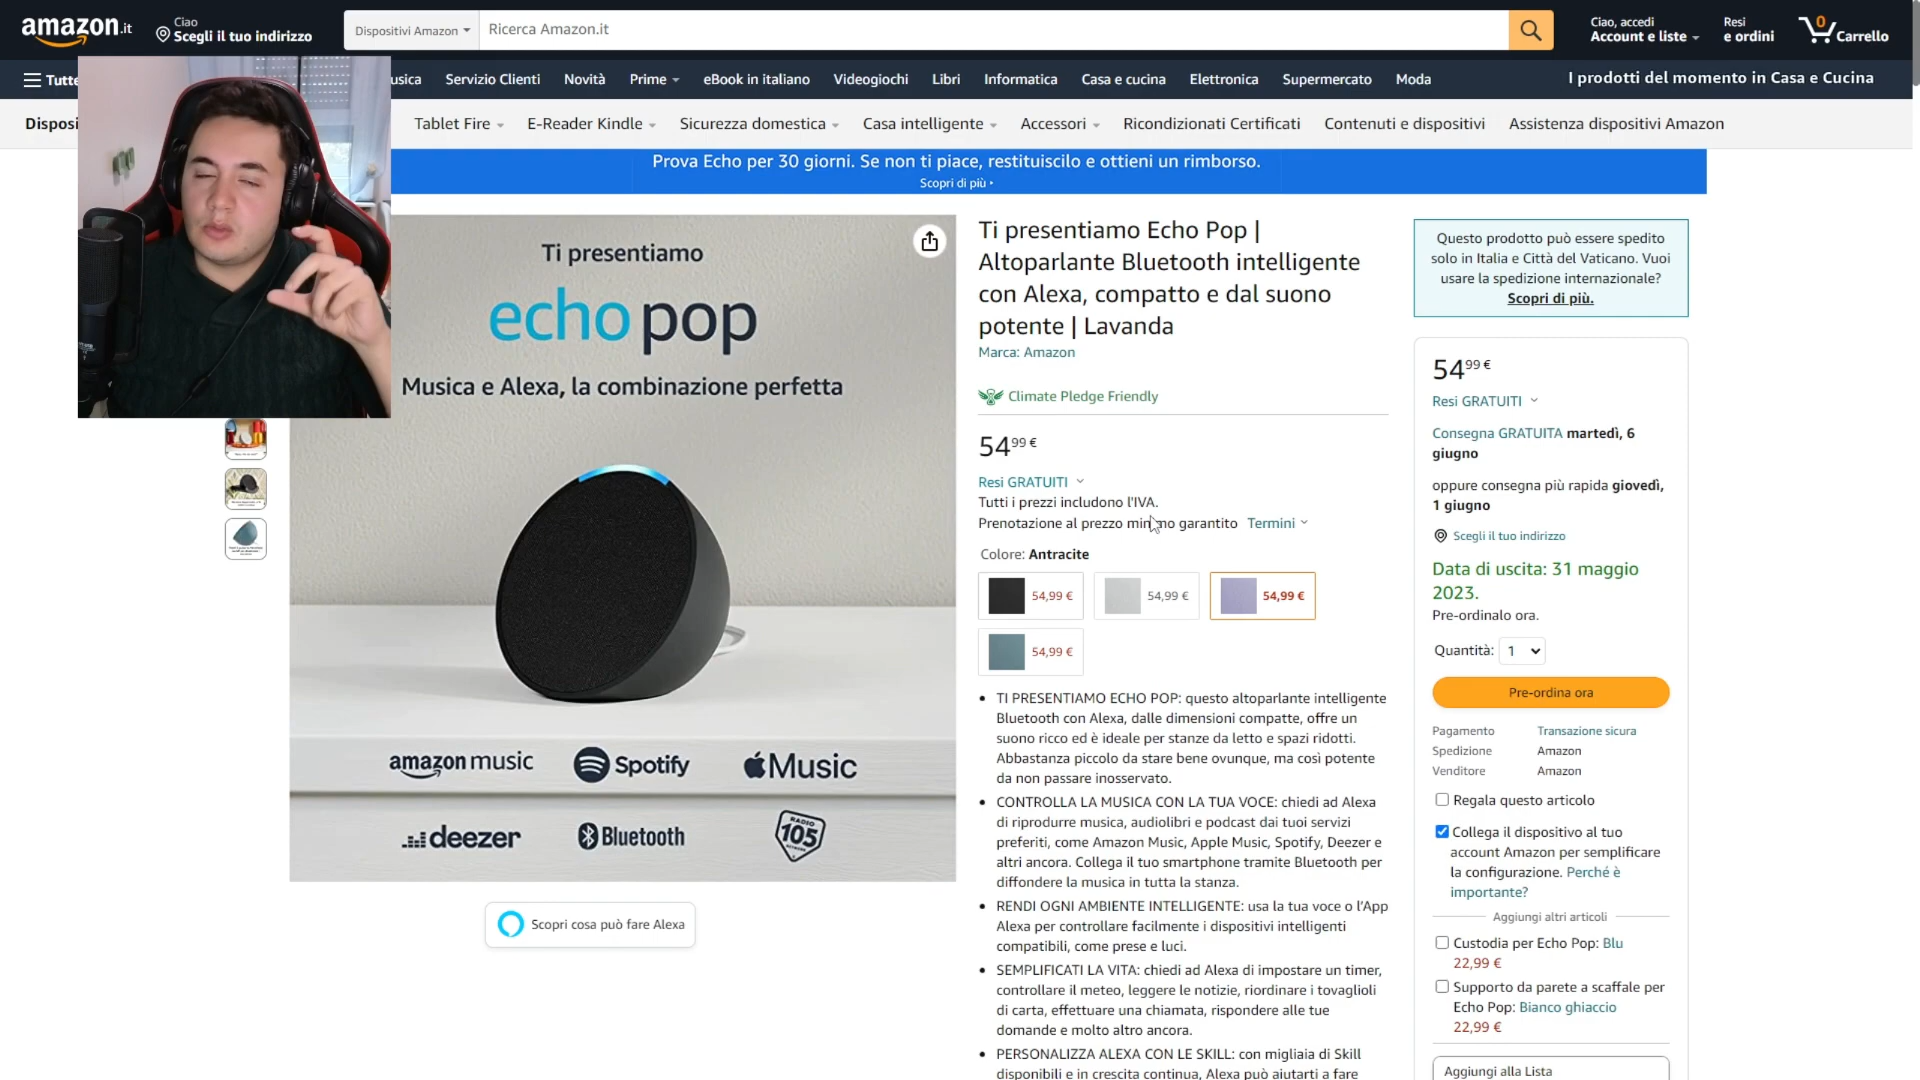 amazon.it
Ciao
Scegli il tuo indirizzo
Dispositivi Amazon
Ricerca Amazon.it
Ciao, accedi
Account e liste
Resi
e ordini
0
Carrello
Tutte
usica
Servizio Clienti
Novità
Prime
eBook in italiano
Videogiochi
Libri
Informatica
Casa e cucina
Elettronica
Supermercato
Moda
I prodotti del momento in Casa e Cucina
Disposi
Tablet Fire
E-Reader Kindle
Sicurezza domestica
Casa intelligente
Accessori
Ricondizionati Certificati
Contenuti e dispositivi
Assistenza dispositivi Amazon
Prova Echo per 30 giorni. Se non ti piace, restituiscilo e ottieni un rimborso.
Scopri di più ‣
Ti presentiamo
echo pop
Musica e Alexa, la combinazione perfetta
amazon music
Spotify
Music
deezer
Bluetooth
RADIO
105
NETWORK
Scopri cosa può fare Alexa
Ti presentiamo Echo Pop |
Altoparlante Bluetooth intelligente
con Alexa, compatto e dal suono
potente | Lavanda
Marca: Amazon
Climate Pledge Friendly
54,99 €
Resi GRATUITI
Tutti i prezzi includono l'IVA.
Prenotazione al prezzo minimo garantito Termini
Colore: Antracite
54,99 €
54,99 €
54,99 €
54,99 €
• TI PRESENTIAMO ECHO POP: questo altoparlante intelligente
Bluetooth con Alexa, dalle dimensioni compatte, offre un
suono ricco ed è ideale per stanze da letto e spazi ridotti.
Abbastanza piccolo da stare bene ovunque, ma così potente
da non passare inosservato.
• CONTROLLA LA MUSICA CON LA TUA VOCE: chiedi ad Alexa
di riprodurre musica, audiolibri e podcast dai tuoi servizi
preferiti, come Amazon Music, Apple Music, Spotify, Deezer e
altri ancora. Collega il tuo smartphone tramite Bluetooth per
diffondere la musica in tutta la stanza.
• RENDI OGNI AMBIENTE INTELLIGENTE: usa la tua voce o l'App
Alexa per controllare facilmente i dispositivi intelligenti
compatibili, come prese e luci.
• SEMPLIFICATI LA VITA: chiedi ad Alexa di impostare un timer,
controllare il meteo, leggere le notizie, riordinare i tovaglioli
di carta, effettuare una chiamata, rispondere alle tue
domande e molto altro ancora.
• PERSONALIZZA ALEXA CON LE SKILL: con migliaia di Skill
disponibili e in crescita continua, Alexa può aiutarti a fare
Questo prodotto può essere spedito
solo in Italia e Città del Vaticano. Vuoi
usare la spedizione internazionale?
Scopri di più.
54,99 €
Resi GRATUITI
Consegna GRATUITA martedì, 6
giugno
oppure consegna più rapida giovedì,
1 giugno
Scegli il tuo indirizzo
Data di uscita: 31 maggio
2023.
Pre-ordinalo ora.
Quantità: 1
Pre-ordina ora
Pagamento Transazione sicura
Spedizione Amazon
Venditore Amazon
Regala questo articolo
Collega il dispositivo al tuo
account Amazon per semplificare
la configurazione. Perché è
importante?
Aggiungi altri articoli
Custodia per Echo Pop: Blu
22,99 €
Supporto da parete a scaffale per
Echo Pop: Bianco ghiaccio
22,99 €
Aggiungi alla Lista